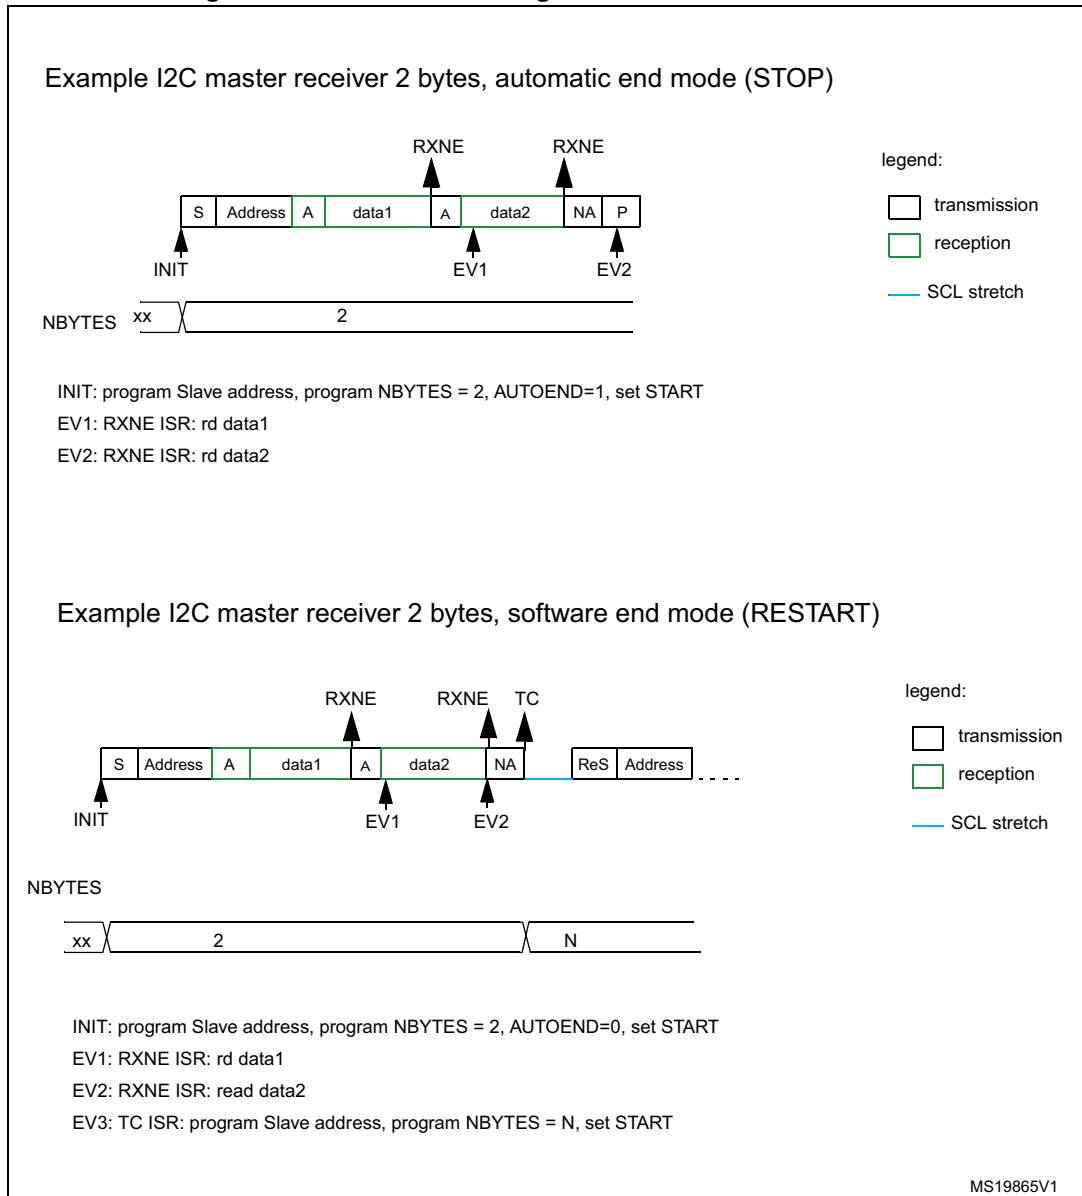 Example I2C master receiver 2 bytes, automatic end mode (STOP)
RXNE RXNE
legend:
S Address A data1 A data2 NA P
transmission
reception
INIT EV1 EV2
SCL stretch
NBYTES xx 2
INIT: program Slave address, program NBYTES = 2, AUTOEND=1, set START
EV1: RXNE ISR: rd data1
EV2: RXNE ISR: rd data2
Example I2C master receiver 2 bytes, software end mode (RESTART)
RXNE RXNE TC
legend:
S Address A data1 A data2 NA ReS Address
transmission
reception
INIT EV1 EV2
SCL stretch
NBYTES
xx 2 N
INIT: program Slave address, program NBYTES = 2, AUTOEND=0, set START
EV1: RXNE ISR: rd data1
EV2: RXNE ISR: read data2
EV3: TC ISR: program Slave address, program NBYTES = N, set START
MS19865V1